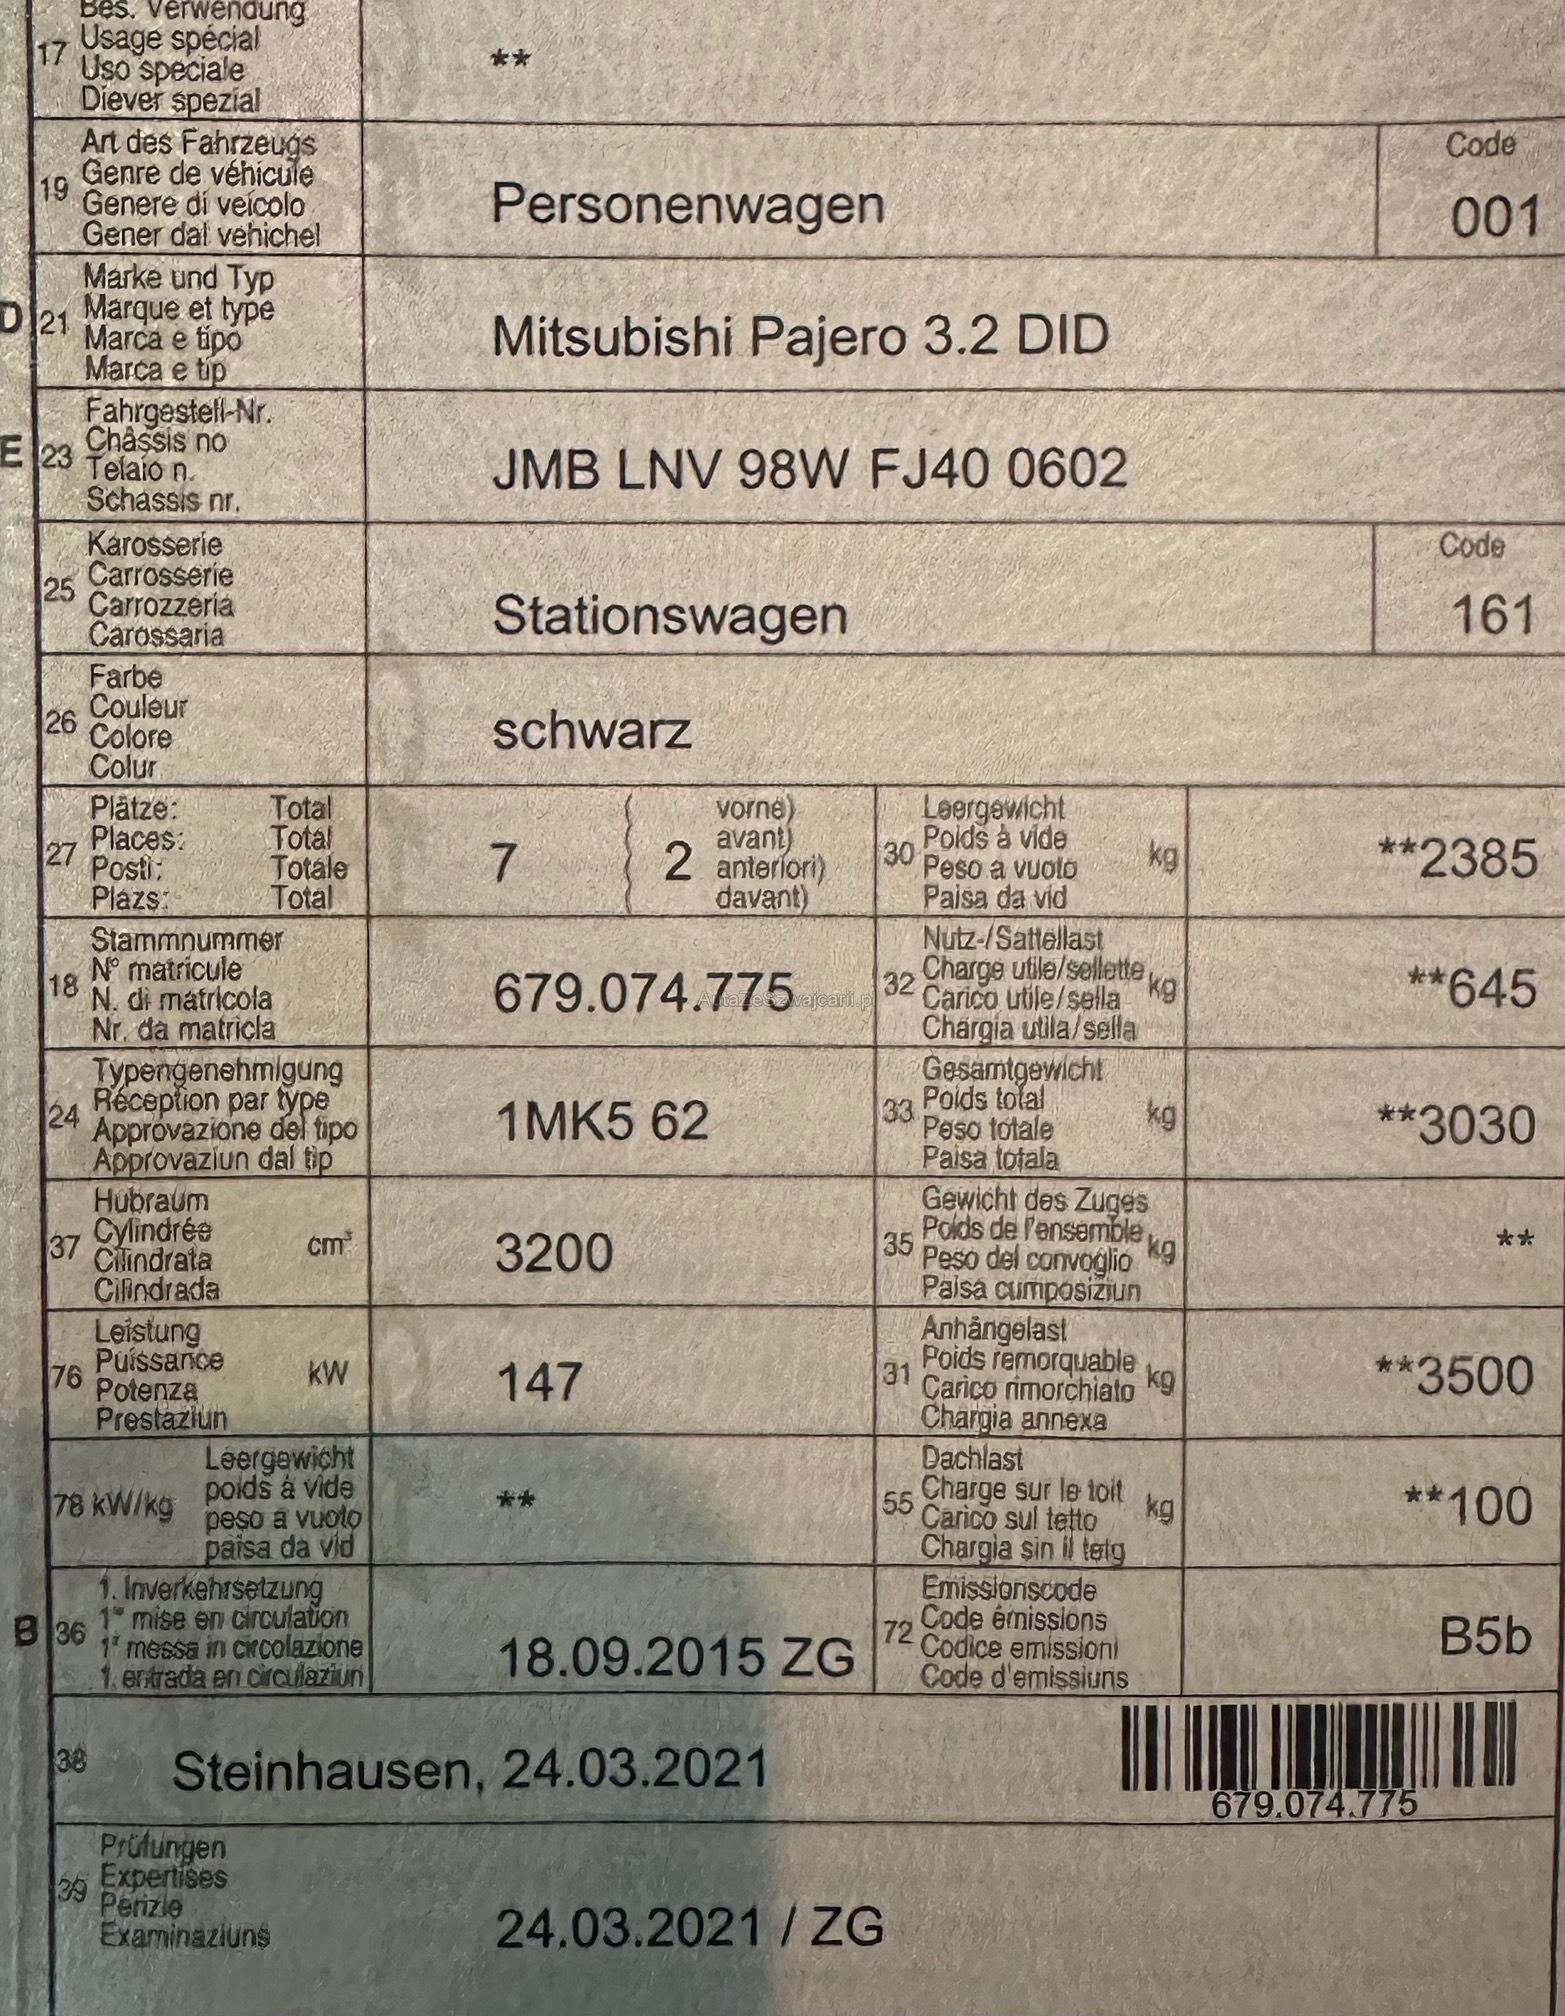 Bes. Verwendung
17 Usage spécial
Uso speciale
Diever spezial
**
Art des Fahrzeugs
19 Genre de véhicule
Genere di veicolo
Gener dal vehichel
Personenwagen
Code
001
D 21 Marke und Typ
Marque et type
Marca e tipo
Marca e tip
Mitsubishi Pajero 3.2 DID
E 23 Fahrgestell-Nr.
Châssis no
Telaio n.
Schassis nr.
JMB LNV 98W FJ40 0602
25 Karosserie
Carrosserie
Carrozzeria
Carossaria
Stationswagen
Code
161
26 Farbe
Couleur
Colore
Colur
schwarz
27 Plätze: Total
Places: Total
Posti: Totale
Plazs: Total
7 2 vorne)
avant)
anteriori)
davant)
30 Leergewicht
Poids à vide kg
Peso a vuoto
Paisa da vid
**2385
18 Stammnummer
N° matricule
N. di matricola
Nr. da matricla
679.074.775
AutaZeSzwajcarii.pl
32 Nutz-/Sattellast
Charge utile/sellette kg
Carico utile/sella
Chargia utila/sella
**645
24 Typengenehmigung
Réception par type
Approvazione del tipo
Approvaziun dal tip
1MK5 62
33 Gesamtgewicht
Poids total kg
Peso totale
Paisa totala
**3030
37 Hubraum
Cylindrée cm³
Cilindrata
Cilindrada
3200
35 Gewicht des Zuges
Poids de l'ensemble kg
Peso del convoglio
Paisa cumposiziun
**
76 Leistung
Puissance kW
Potenza
Prestaziun
147
31 Anhängelast
Poids remorquable kg
Carico rimorchiato
Chargia annexa
**3500
78 kW/kg Leergewicht
poids à vide
peso a vuoto
paisa da vid
**
55 Dachlast
Charge sur le toit kg
Carico sul tetto
Chargia sin il tetg
**100
B 36 1. Inverkehrsetzung
1re mise en circulation
1a messa in circolazione
1. entrada en circulaziun
18.09.2015 ZG
72 Emissionscode
Code émissions
Codice emissioni
Code d'emissiuns
B5b
38 Steinhausen, 24.03.2021
679.074.775
39 Prüfungen
Expertises
Perizie
Examinaziuns
24.03.2021 / ZG